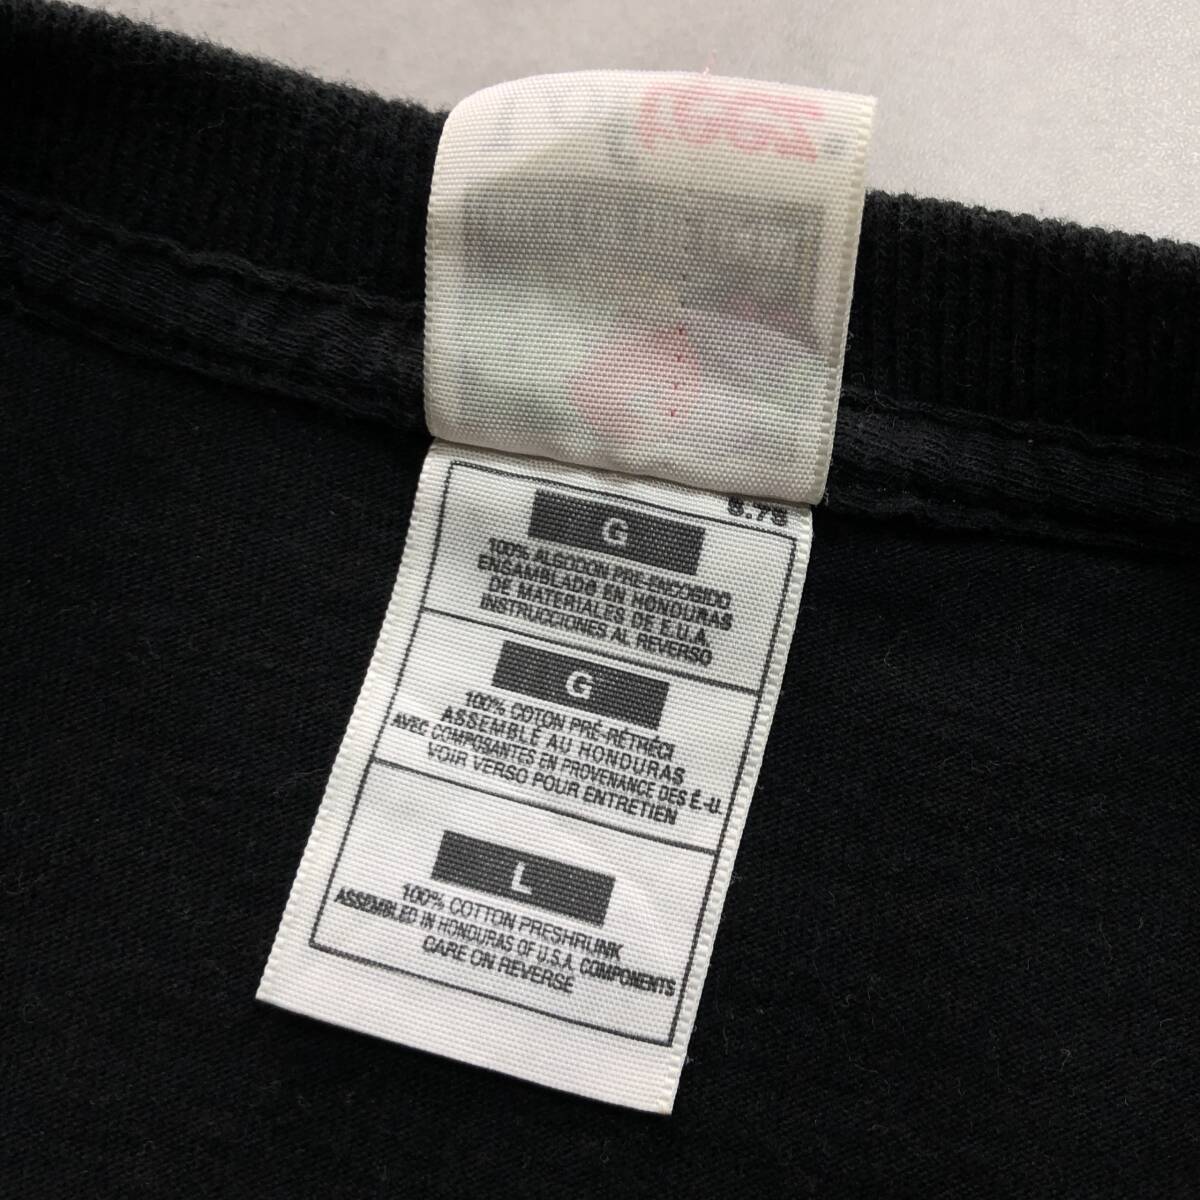 G
100% ALGODON PRE-ENCOGIDO
ENSAMBLADO EN HONDURAS
DE MATERIALES DE E.U.A.
INSTRUCCIONES AL REVERSO
G
100% COTON PRÉ-RÉTRÉCI
ASSEMBLÉ AU HONDURAS
AVEC COMPOSANTES EN PROVENANCE DES É.-U.
VOIR VERSO POUR ENTRETIEN
L
100% COTTON PRESHRUNK
ASSEMBLED IN HONDURAS OF U.S.A. COMPONENTS
CARE ON REVERSE